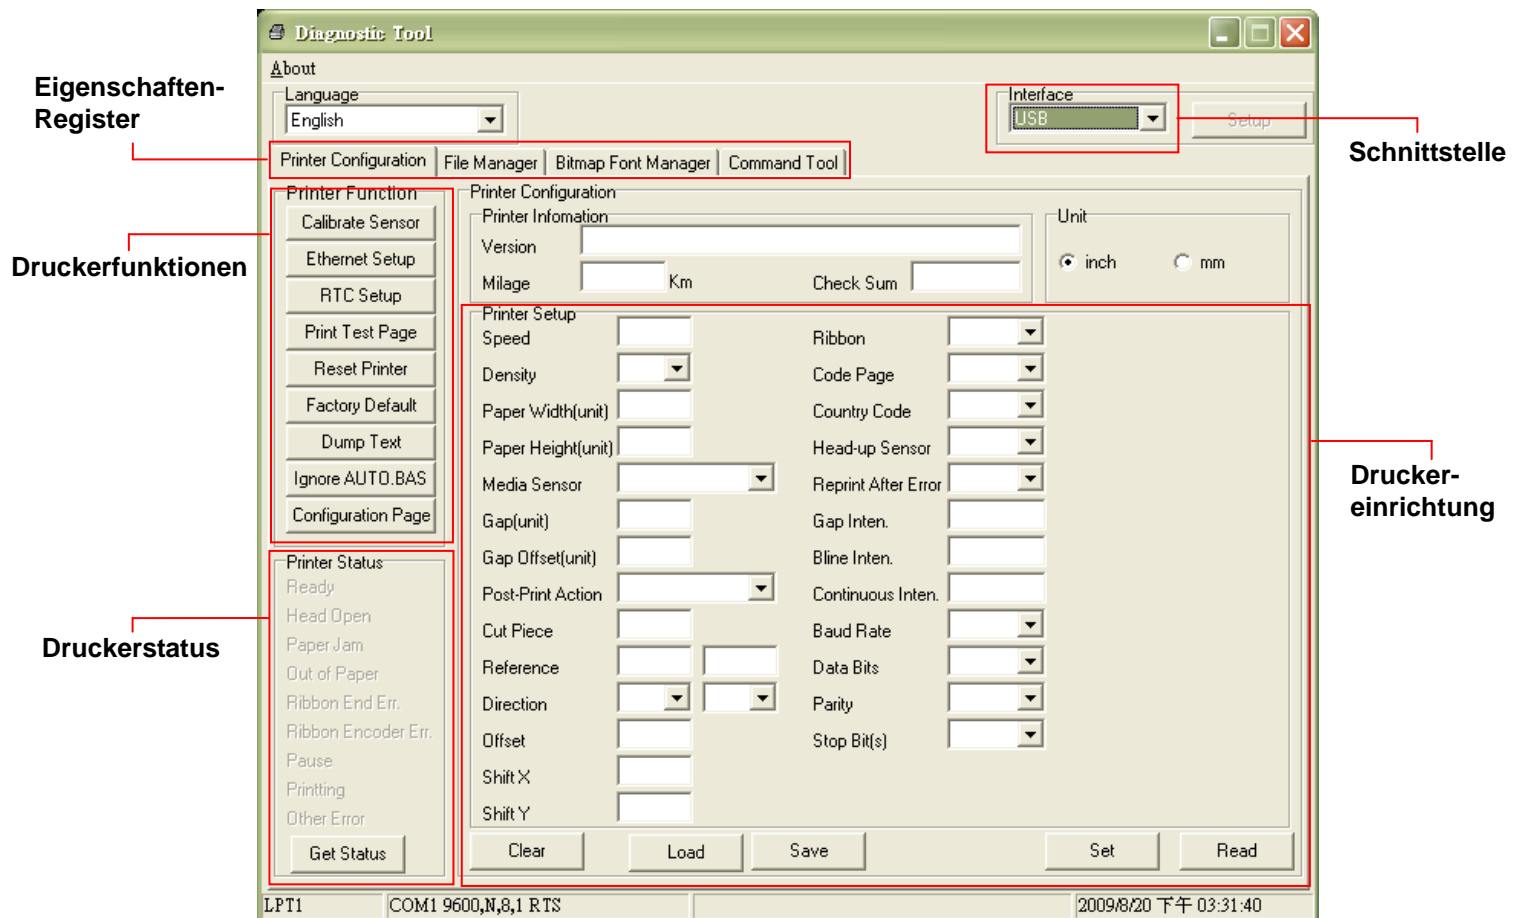 Diagnostic Tool
About
Eigenschaften-
Register
Language
English
Interface
USB
Setup
Schnittstelle
Printer Configuration
File Manager
Bitmap Font Manager
Command Tool
Druckerfunktionen
Printer Function
Calibrate Sensor
Ethernet Setup
RTC Setup
Print Test Page
Reset Printer
Factory Default
Dump Text
Ignore AUTO.BAS
Configuration Page
Printer Configuration
Printer Infomation
Version
Milage
Km
Check Sum
Unit
inch
mm
Printer Setup
Speed
Density
Paper Width(unit)
Paper Height(unit)
Media Sensor
Gap(unit)
Gap Offset(unit)
Post-Print Action
Cut Piece
Reference
Direction
Offset
Shift X
Shift Y
Ribbon
Code Page
Country Code
Head-up Sensor
Reprint After Error
Gap Inten.
Bline Inten.
Continuous Inten.
Baud Rate
Data Bits
Parity
Stop Bit(s)
Drucker-
einrichtung
Druckerstatus
Printer Status
Ready
Head Open
Paper Jam
Out of Paper
Ribbon End Err.
Ribbon Encoder Err.
Pause
Printting
Other Error
Get Status
Clear
Load
Save
Set
Read
LPT1
COM1 9600,N,8,1 RTS
2009/8/20 下午 03:31:40